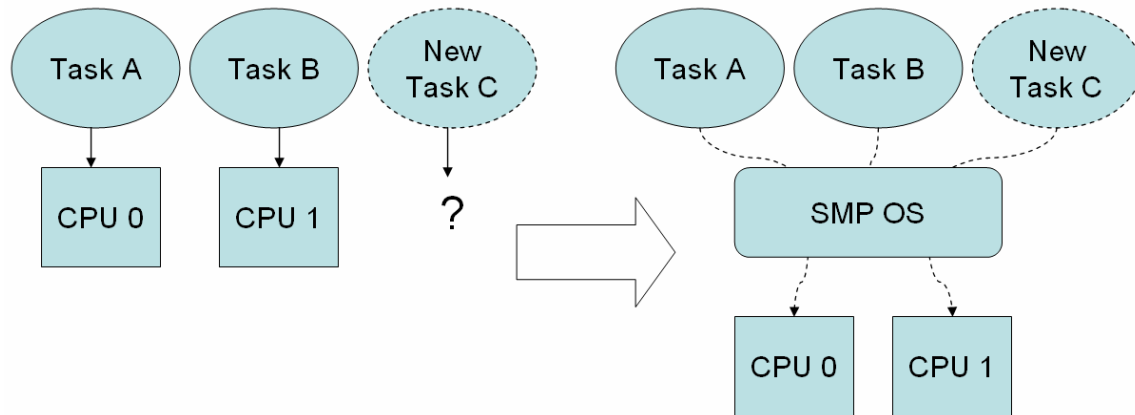 Task A
Task B
New
Task C
CPU 0
CPU 1
?
Task A
Task B
New
Task C
SMP OS
CPU 0
CPU 1